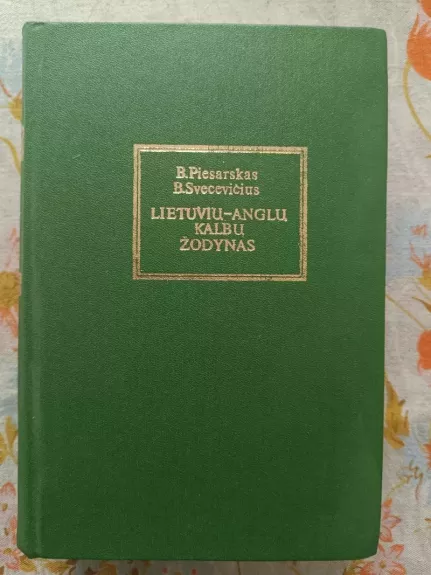 B.Piesarskas
B.Svecevičius
LIETUVIŲ-ANGLŲ
KALBŲ
ŽODYNAS